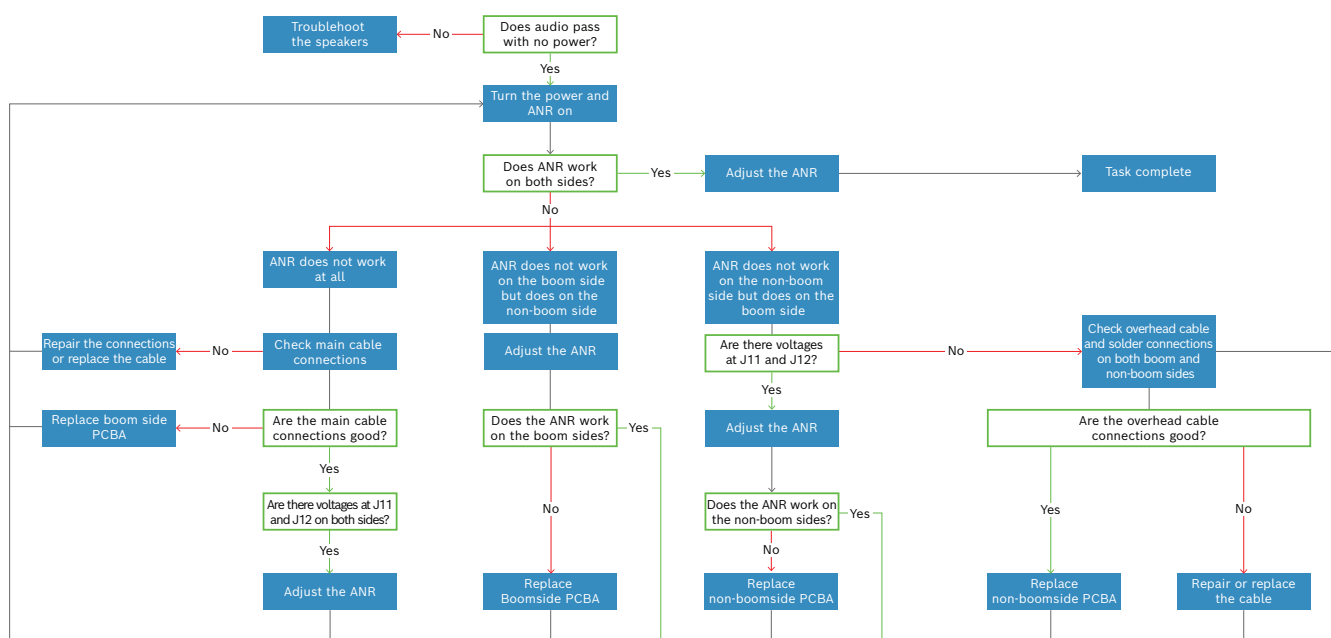 Troublehoot
the speakers
No
Does audio pass
with no power?
Yes
Turn the power and
ANR on
Does ANR work
on both sides?
Yes
Adjust the ANR
Task complete
No
ANR does not work
at all
ANR does not work
on the boom side
but does on the
non-boom side
ANR does not work
on the non-boom
side but does on the
boom side
Repair the connections
or replace the cable
No
Check main cable
connections
Adjust the ANR
Are there voltages
at J11 and J12?
No
Check overhead cable
and solder connections
on both boom and
non-boom sides
Yes
Replace boom side
PCBA
No
Are the main cable
connections good?
Does the ANR work
on the boom sides?
Yes
Adjust the ANR
Are the overhead cable
connections good?
Yes
Are there voltages at J11
and J12 on both sides?
No
Does the ANR work on
the non-boom sides?
Yes
Yes
No
Yes
No
Adjust the ANR
Replace
Boomside PCBA
Replace
non-boomside PCBA
Replace
non-boomside PCBA
Repair or replace
the cable